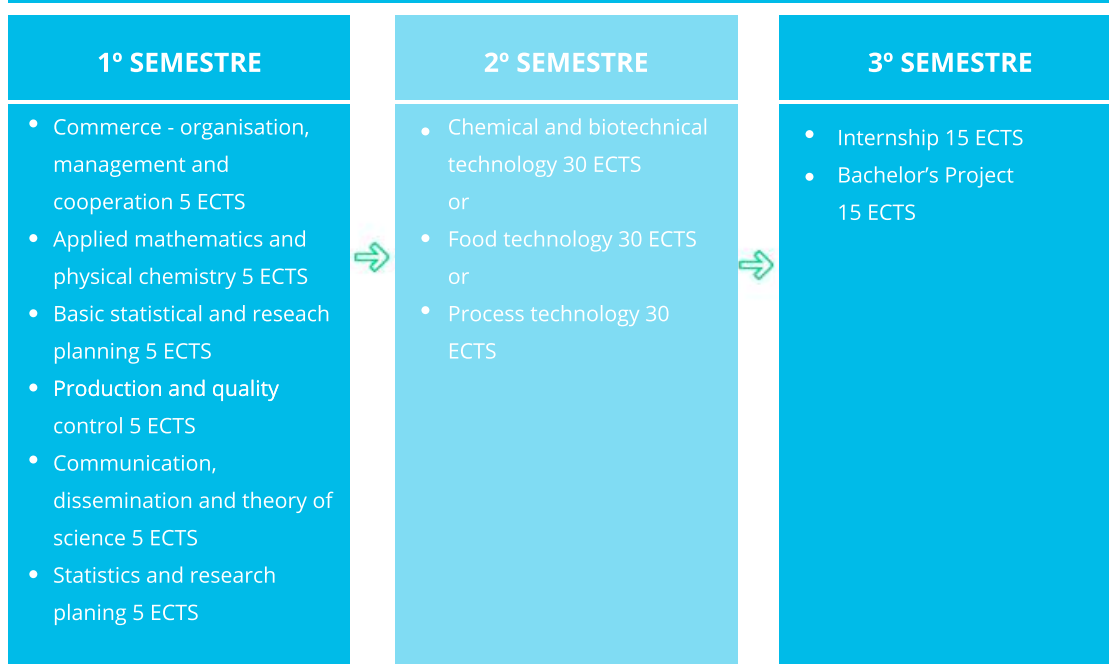 1º SEMESTRE
Commerce - organisation,
management and
cooperation 5 ECTS
Applied mathematics and
physical chemistry 5 ECTS
Basic statistical and reseach
planning 5 ECTS
Production and quality
control 5 ECTS
Communication,
dissemination and theory of
science 5 ECTS
Statistics and research
planing 5 ECTS
2º SEMESTRE
Chemical and biotechnical
technology 30 ECTS
or
Food technology 30 ECTS
or
Process technology 30
ECTS
3º SEMESTRE
Internship 15 ECTS
Bachelor’s Project
15 ECTS